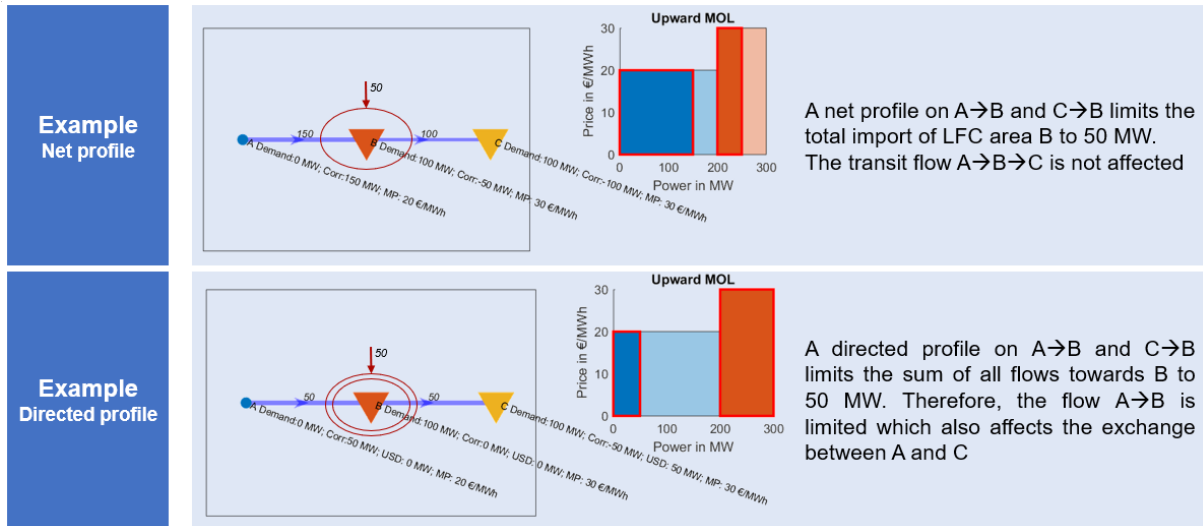 Example
Net profile
50
150
100
A Demand:0 MW; Corr:150 MW; MP: 20 €/MWh
B Demand:100 MW; Corr:-50 MW; MP: 30 €/MWh
C Demand:100 MW; Corr:-100 MW; MP: 30 €/MWh
Upward MOL
Price in €/MWh
30
20
10
0
0
100
200
300
Power in MW
A net profile on A→B and C→B limits the
total import of LFC area B to 50 MW.
The transit flow A→B→C is not affected
Example
Directed profile
50
50
50
A Demand:0 MW; Corr:50 MW; USD: 0 MW; MP: 20 €/MWh
B Demand:100 MW; Corr:0 MW; USD: 0 MW; MP: 30 €/MWh
C Demand:100 MW; Corr:-50 MW; USD: 50 MW; MP: 30 €/MWh
Upward MOL
Price in €/MWh
30
20
10
0
0
100
200
300
Power in MW
A directed profile on A→B and C→B
limits the sum of all flows towards B to
50 MW. Therefore, the flow A→B is
limited which also affects the exchange
between A and C